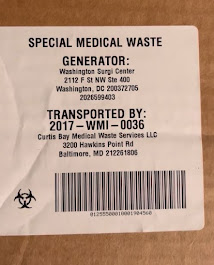 SPECIAL MEDICAL WASTE
GENERATOR:
Washington Surgi Center
2112 F St NW Ste 400
Washington, DC 200372705
2026599403
TRANSPORTED BY:
2017-WMI-0036
Curtis Bay Medical Waste Services LLC
3200 Hawkins Point Rd
Baltimore, MD 212261806